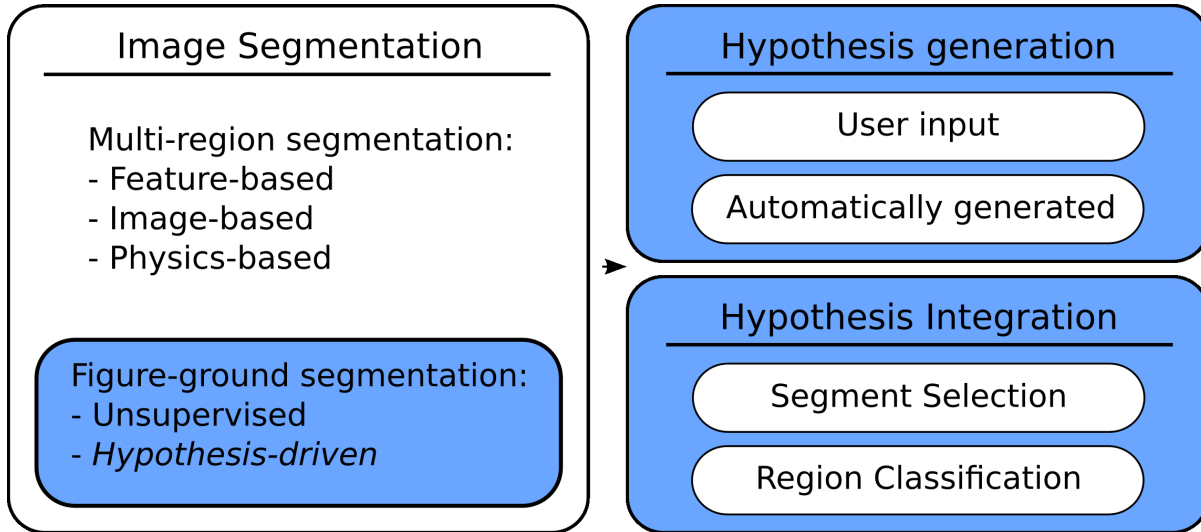 Image Segmentation
Multi-region segmentation:
- Feature-based
- Image-based
- Physics-based
Figure-ground segmentation:
- Unsupervised
- Hypothesis-driven
Hypothesis generation
User input
Automatically generated
Hypothesis Integration
Segment Selection
Region Classification